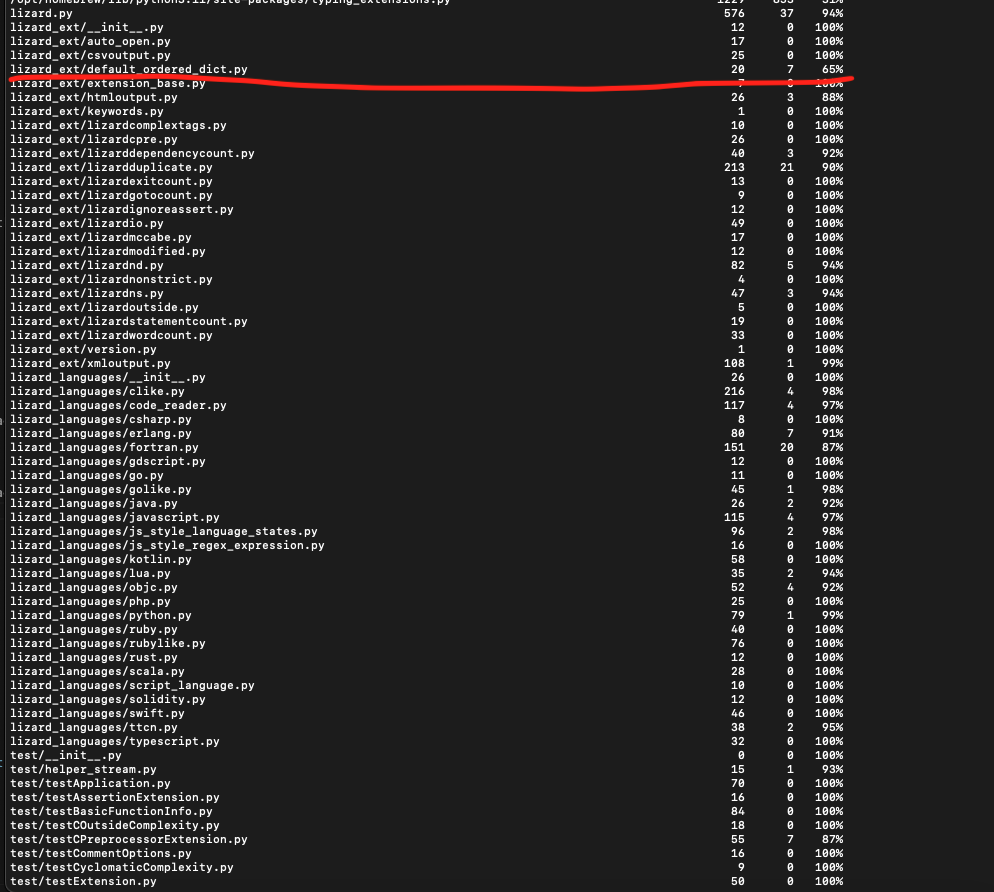 /opt/homebrew/lib/python3.11/site-packages/typing_extensions.py 1229 833 31%
lizard.py 576 37 94%
lizard_ext/__init__.py 12 0 100%
lizard_ext/auto_open.py 17 0 100%
lizard_ext/csvoutput.py 25 0 100%
lizard_ext/default_ordered_dict.py 20 7 65%
lizard_ext/extension_base.py 7 0 100%
lizard_ext/htmloutput.py 26 3 88%
lizard_ext/keywords.py 1 0 100%
lizard_ext/lizardcomplextags.py 10 0 100%
lizard_ext/lizardcpre.py 26 0 100%
lizard_ext/lizarddependencycount.py 40 3 92%
lizard_ext/lizardduplicate.py 213 21 90%
lizard_ext/lizardexitcount.py 13 0 100%
lizard_ext/lizardgotocount.py 9 0 100%
lizard_ext/lizardignoreassert.py 12 0 100%
lizard_ext/lizardio.py 49 0 100%
lizard_ext/lizardmccabe.py 17 0 100%
lizard_ext/lizardmodified.py 12 0 100%
lizard_ext/lizardnd.py 82 5 94%
lizard_ext/lizardnonstrict.py 4 0 100%
lizard_ext/lizardns.py 47 3 94%
lizard_ext/lizardoutside.py 5 0 100%
lizard_ext/lizardstatementcount.py 19 0 100%
lizard_ext/lizardwordcount.py 33 0 100%
lizard_ext/version.py 1 0 100%
lizard_ext/xmloutput.py 108 1 99%
lizard_languages/__init__.py 26 0 100%
lizard_languages/clike.py 216 4 98%
lizard_languages/code_reader.py 117 4 97%
lizard_languages/csharp.py 8 0 100%
lizard_languages/erlang.py 80 7 91%
lizard_languages/fortran.py 151 20 87%
lizard_languages/gdscript.py 12 0 100%
lizard_languages/go.py 11 0 100%
lizard_languages/golike.py 45 1 98%
lizard_languages/java.py 26 2 92%
lizard_languages/javascript.py 115 4 97%
lizard_languages/js_style_language_states.py 96 2 98%
lizard_languages/js_style_regex_expression.py 16 0 100%
lizard_languages/kotlin.py 58 0 100%
lizard_languages/lua.py 35 2 94%
lizard_languages/objc.py 52 4 92%
lizard_languages/php.py 25 0 100%
lizard_languages/python.py 79 1 99%
lizard_languages/ruby.py 40 0 100%
lizard_languages/rubylike.py 76 0 100%
lizard_languages/rust.py 12 0 100%
lizard_languages/scala.py 28 0 100%
lizard_languages/script_language.py 10 0 100%
lizard_languages/solidity.py 12 0 100%
lizard_languages/swift.py 46 0 100%
lizard_languages/ttcn.py 38 2 95%
lizard_languages/typescript.py 32 0 100%
test/__init__.py 0 0 100%
test/helper_stream.py 15 1 93%
test/testApplication.py 70 0 100%
test/testAssertionExtension.py 16 0 100%
test/testBasicFunctionInfo.py 84 0 100%
test/testCOutsideComplexity.py 18 0 100%
test/testCPreprocessorExtension.py 55 7 87%
test/testCommentOptions.py 16 0 100%
test/testCyclomaticComplexity.py 9 0 100%
test/testExtension.py 50 0 100%